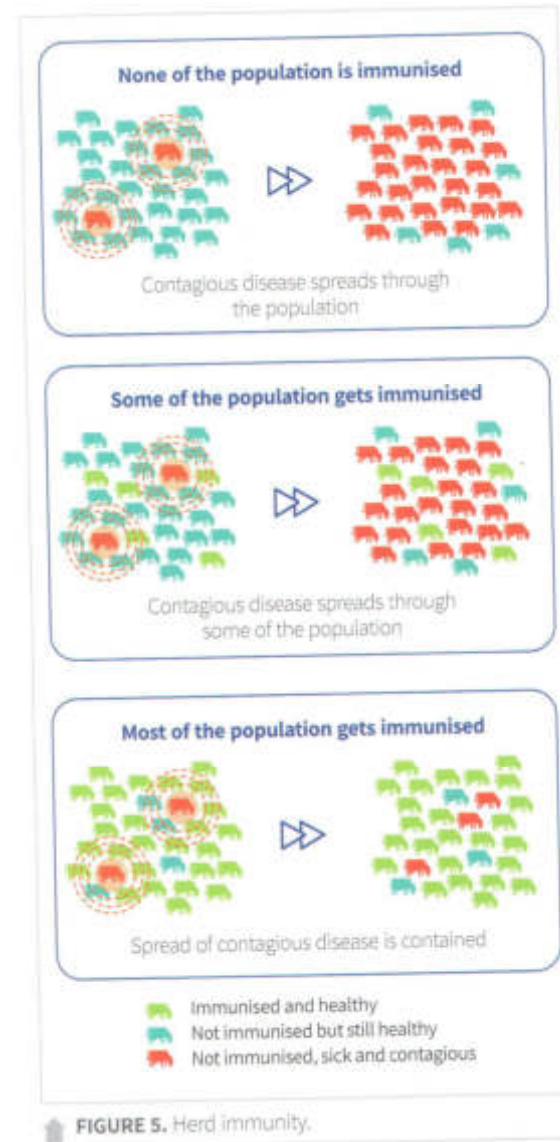 None of the population is immunised
Contagious disease spreads through
the population
Some of the population gets immunised
Contagious disease spreads through
some of the population
Most of the population gets immunised
Spread of contagious disease is contained
Immunised and healthy
Not immunised but still healthy
Not immunised, sick and contagious
FIGURE 5. Herd immunity.